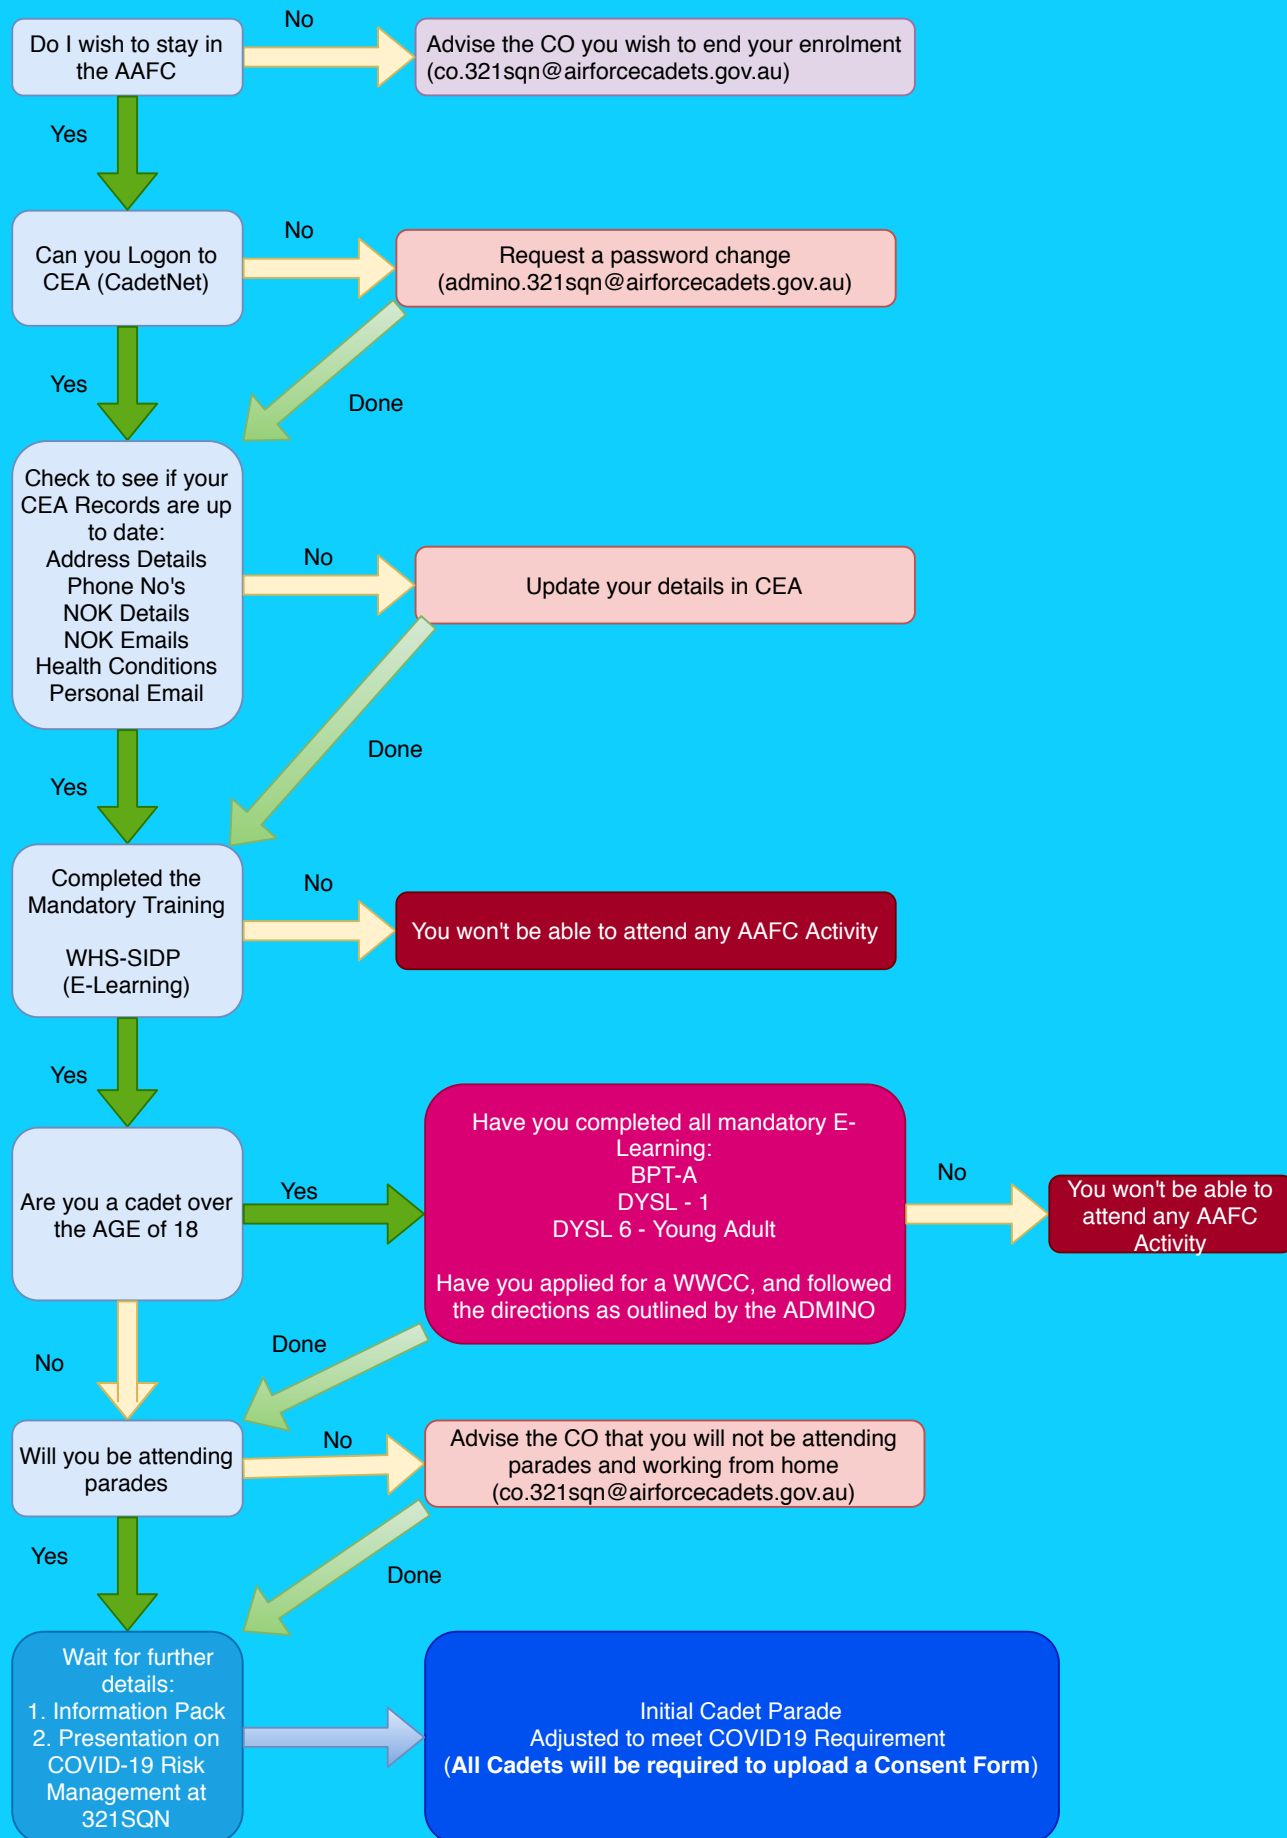 Do I wish to stay in
the AAFC
No
Advise the CO you wish to end your enrolment
(co.321sqn@airforcecadets.gov.au)
Yes
Can you Logon to
CEA (CadetNet)
No
Request a password change
(admino.321sqn@airforcecadets.gov.au)
Yes
Done
Check to see if your
CEA Records are up
to date:
Address Details
Phone No's
NOK Details
NOK Emails
Health Conditions
Personal Email
No
Update your details in CEA
Done
Yes
Completed the
Mandatory Training
WHS-SIDP
(E-Learning)
No
You won't be able to attend any AAFC Activity
Yes
Are you a cadet over
the AGE of 18
Yes
Have you completed all mandatory E-
Learning:
BPT-A
DYSL - 1
DYSL 6 - Young Adult
Have you applied for a WWCC, and followed
the directions as outlined by the ADMINO
No
You won't be able to
attend any AAFC
Activity
Done
No
Will you be attending
parades
No
Advise the CO that you will not be attending
parades and working from home
(co.321sqn@airforcecadets.gov.au)
Yes
Done
Wait for further
details:
1. Information Pack
2. Presentation on
COVID-19 Risk
Management at
321SQN
Initial Cadet Parade
Adjusted to meet COVID19 Requirement
(All Cadets will be required to upload a Consent Form)